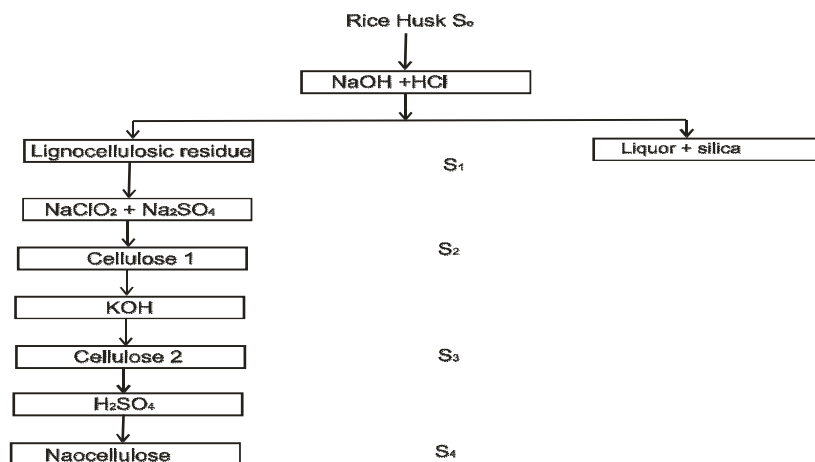 Rice Husk S₀
NaOH +HCl
Lignocellulosic residue
Liquor + silica
S₁
NaClO₂ + Na₂SO₄
Cellulose 1
S₂
KOH
Cellulose 2
S₃
H₂SO₄
Naocellulose
S₄